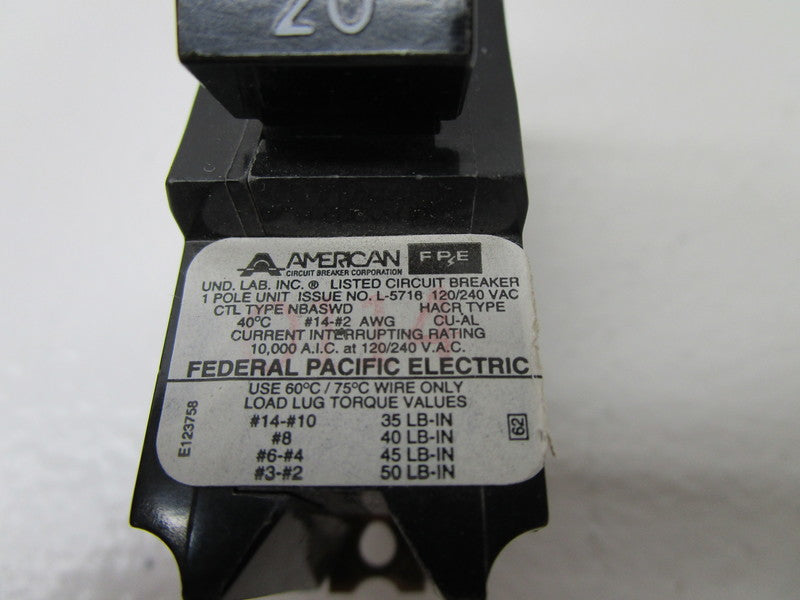 20
AMERICAN FPE
CIRCUIT BREAKER CORPORATION
UND. LAB. INC.® LISTED CIRCUIT BREAKER
1 POLE UNIT ISSUE NO. L-5716 120/240 VAC
CTL TYPE NBASWD HACR TYPE
40°C #14-#2 AWG CU-AL
CURRENT INTERRUPTING RATING
10,000 A.I.C. at 120/240 V.A.C.
FEDERAL PACIFIC ELECTRIC
USE 60°C / 75°C WIRE ONLY
LOAD LUG TORQUE VALUES
#14-#10 35 LB-IN
#8 40 LB-IN
#6-#4 45 LB-IN
#3-#2 50 LB-IN
E123758
62